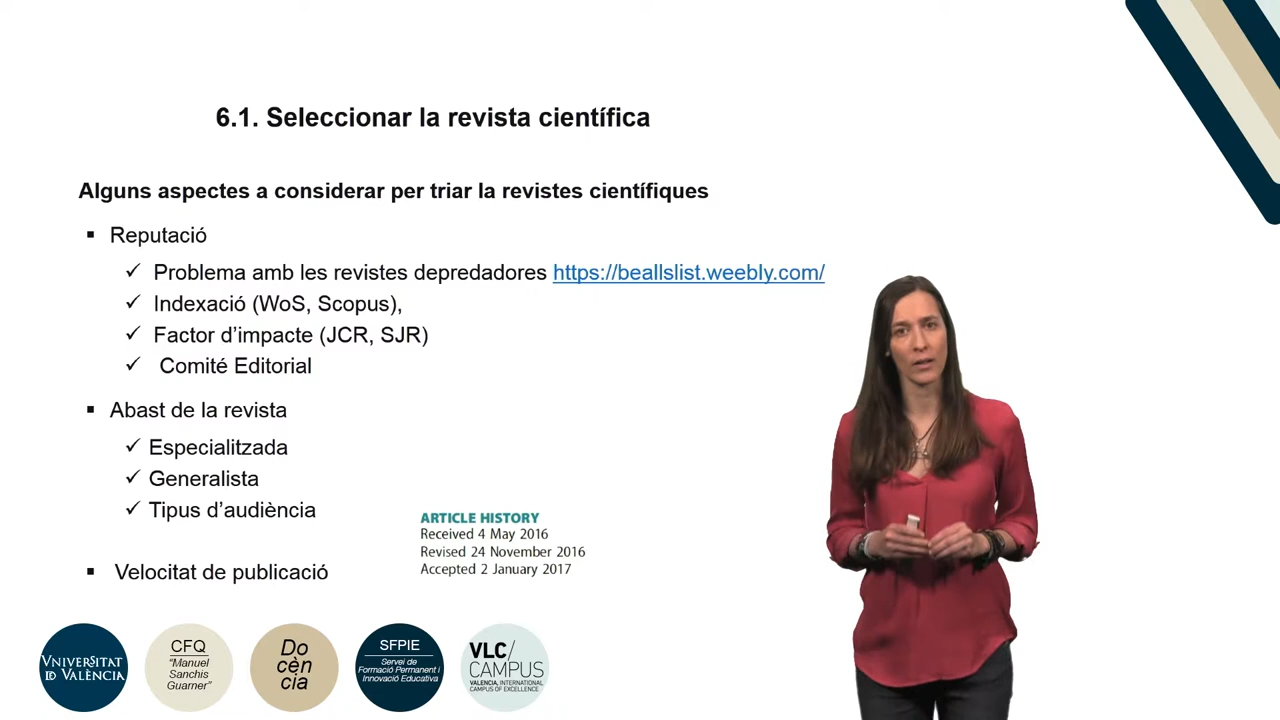 6.1. Seleccionar la revista científica
Alguns aspectes a considerar per triar la revistes científiques
▪ Reputació
✓ Problema amb les revistes depredadores https://beallslist.weebly.com/
✓ Indexació (WoS, Scopus),
✓ Factor d’impacte (JCR, SJR)
✓ Comité Editorial
▪ Abast de la revista
✓ Especialitzada
✓ Generalista
✓ Tipus d’audiència
ARTICLE HISTORY
Received 4 May 2016
Revised 24 November 2016
Accepted 2 January 2017
▪ Velocitat de publicació
VNIVERSITAT
ID VALÈNCIA
CFQ
“Manuel
Sanchis
Guarner”
Do
cèn
cia
SFPIE
Servei de
Formació Permanent i
Innovació Educativa
VLC/
CAMPUS
VALENCIA, INTERNATIONAL
CAMPUS OF EXCELLENCE